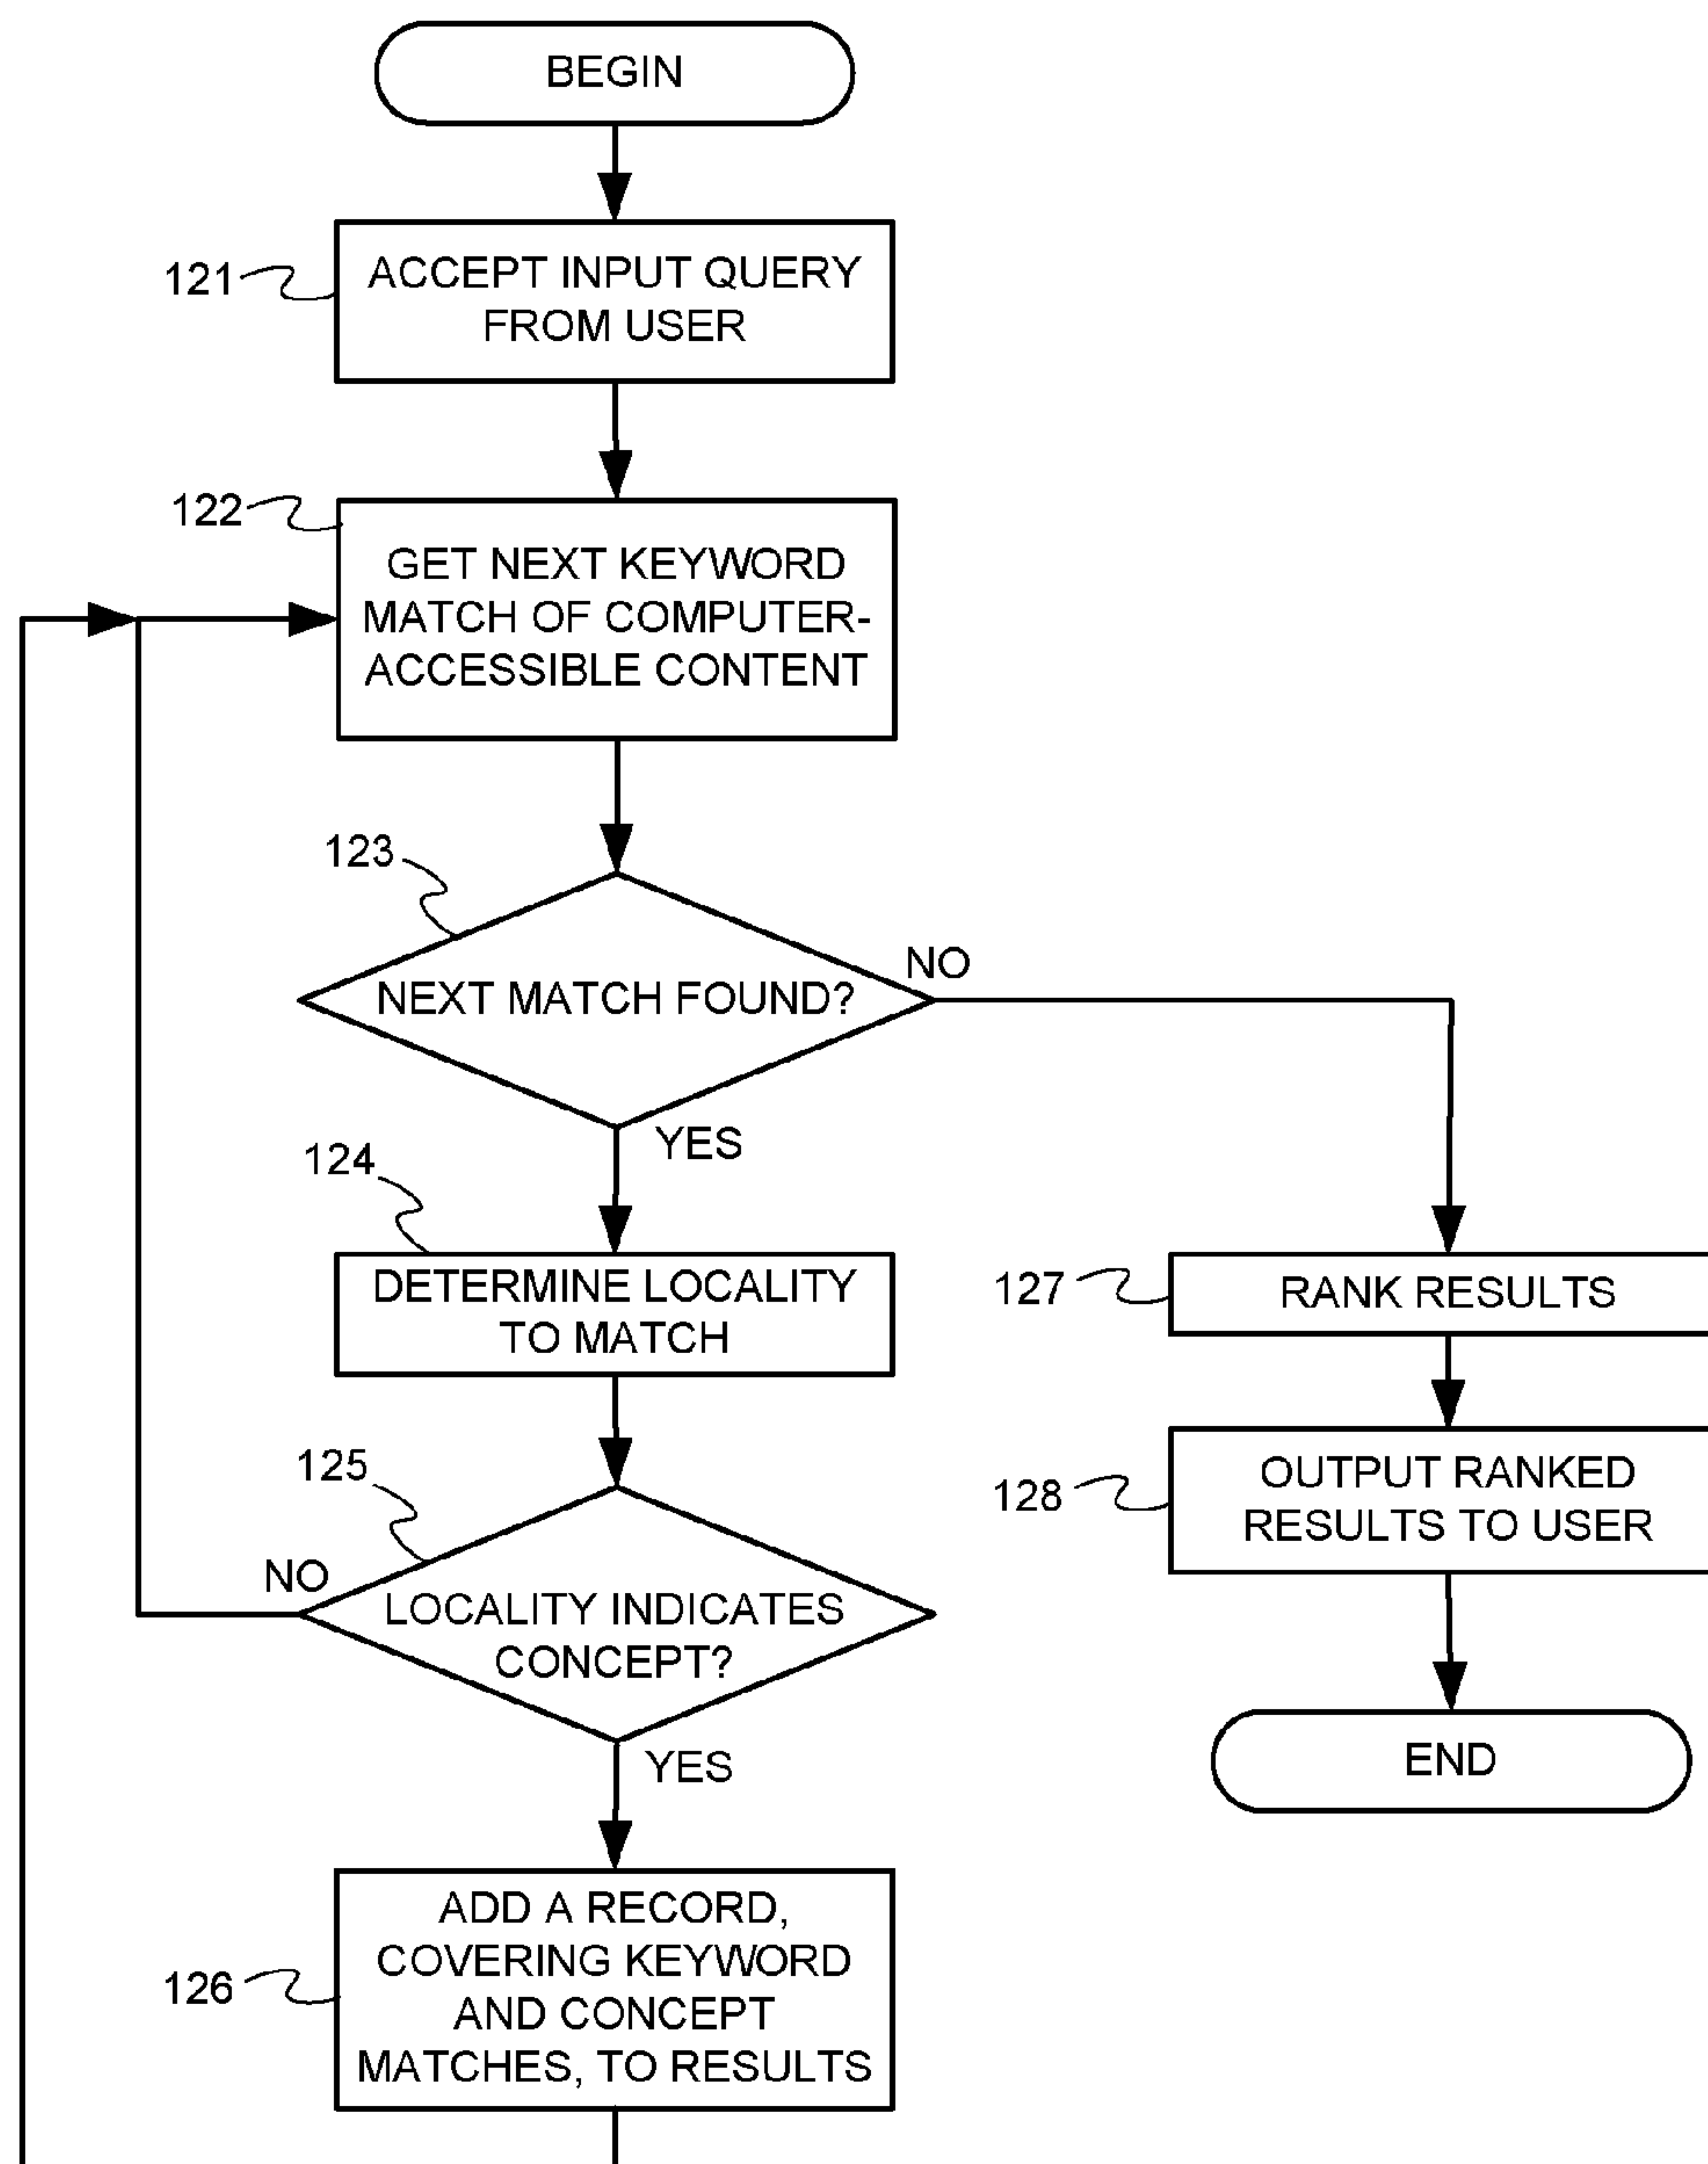 BEGIN
121
ACCEPT INPUT QUERY
FROM USER
122
GET NEXT KEYWORD
MATCH OF COMPUTER-
ACCESSIBLE CONTENT
123
NEXT MATCH FOUND?
NO
YES
124
DETERMINE LOCALITY
TO MATCH
125
NO
LOCALITY INDICATES
CONCEPT?
YES
126
ADD A RECORD,
COVERING KEYWORD
AND CONCEPT
MATCHES, TO RESULTS
127
RANK RESULTS
128
OUTPUT RANKED
RESULTS TO USER
END